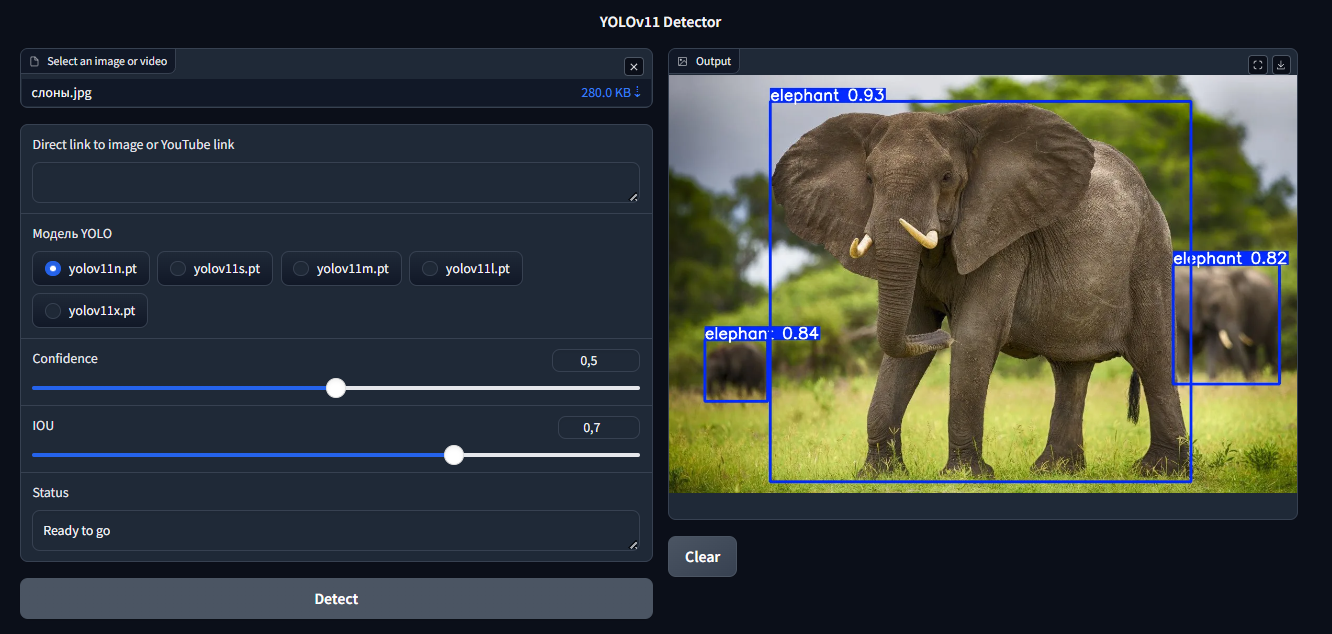 YOLOv11 Detector
Select an image or video
слоны.jpg
280.0 KB ↓
Direct link to image or YouTube link
Модель YOLO
yolov11n.pt
yolov11s.pt
yolov11m.pt
yolov11l.pt
yolov11x.pt
Confidence
0,5
IOU
0,7
Status
Ready to go
Detect
Output
elephant 0.93
elephant 0.82
elephant 0.84
Clear